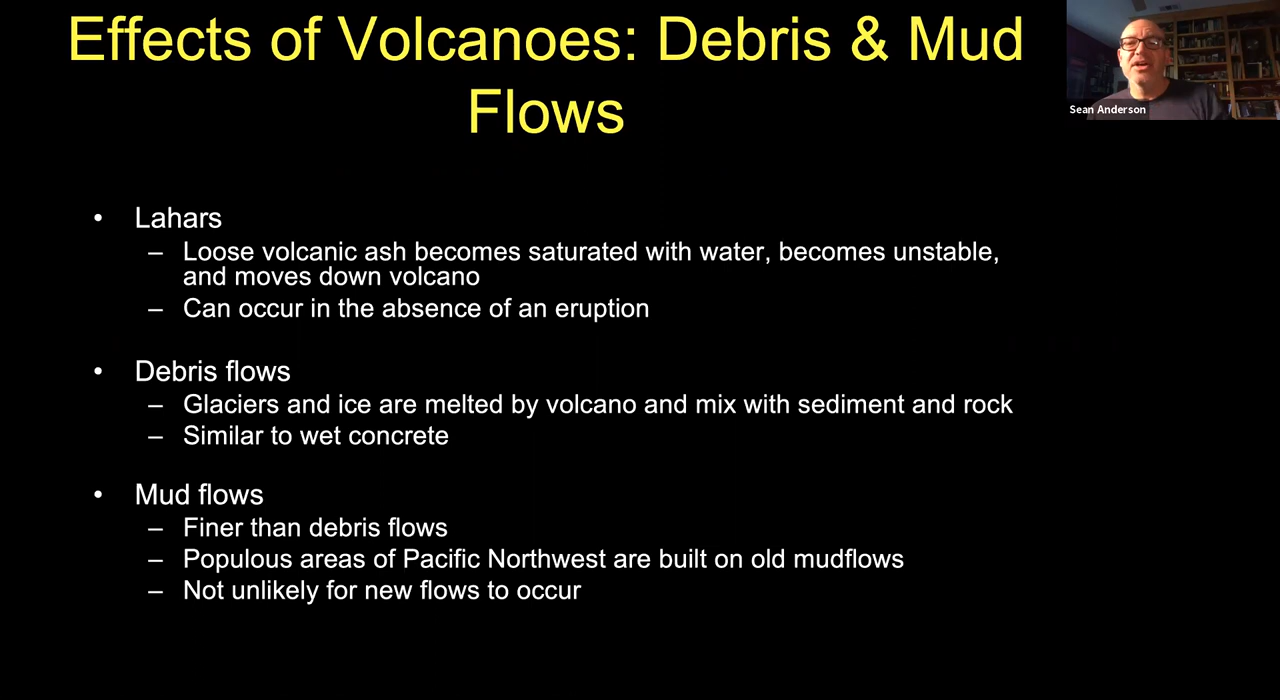 Effects of Volcanoes: Debris & Mud
Flows
Sean Anderson
• Lahars
– Loose volcanic ash becomes saturated with water, becomes unstable,
and moves down volcano
– Can occur in the absence of an eruption
• Debris flows
– Glaciers and ice are melted by volcano and mix with sediment and rock
– Similar to wet concrete
• Mud flows
– Finer than debris flows
– Populous areas of Pacific Northwest are built on old mudflows
– Not unlikely for new flows to occur